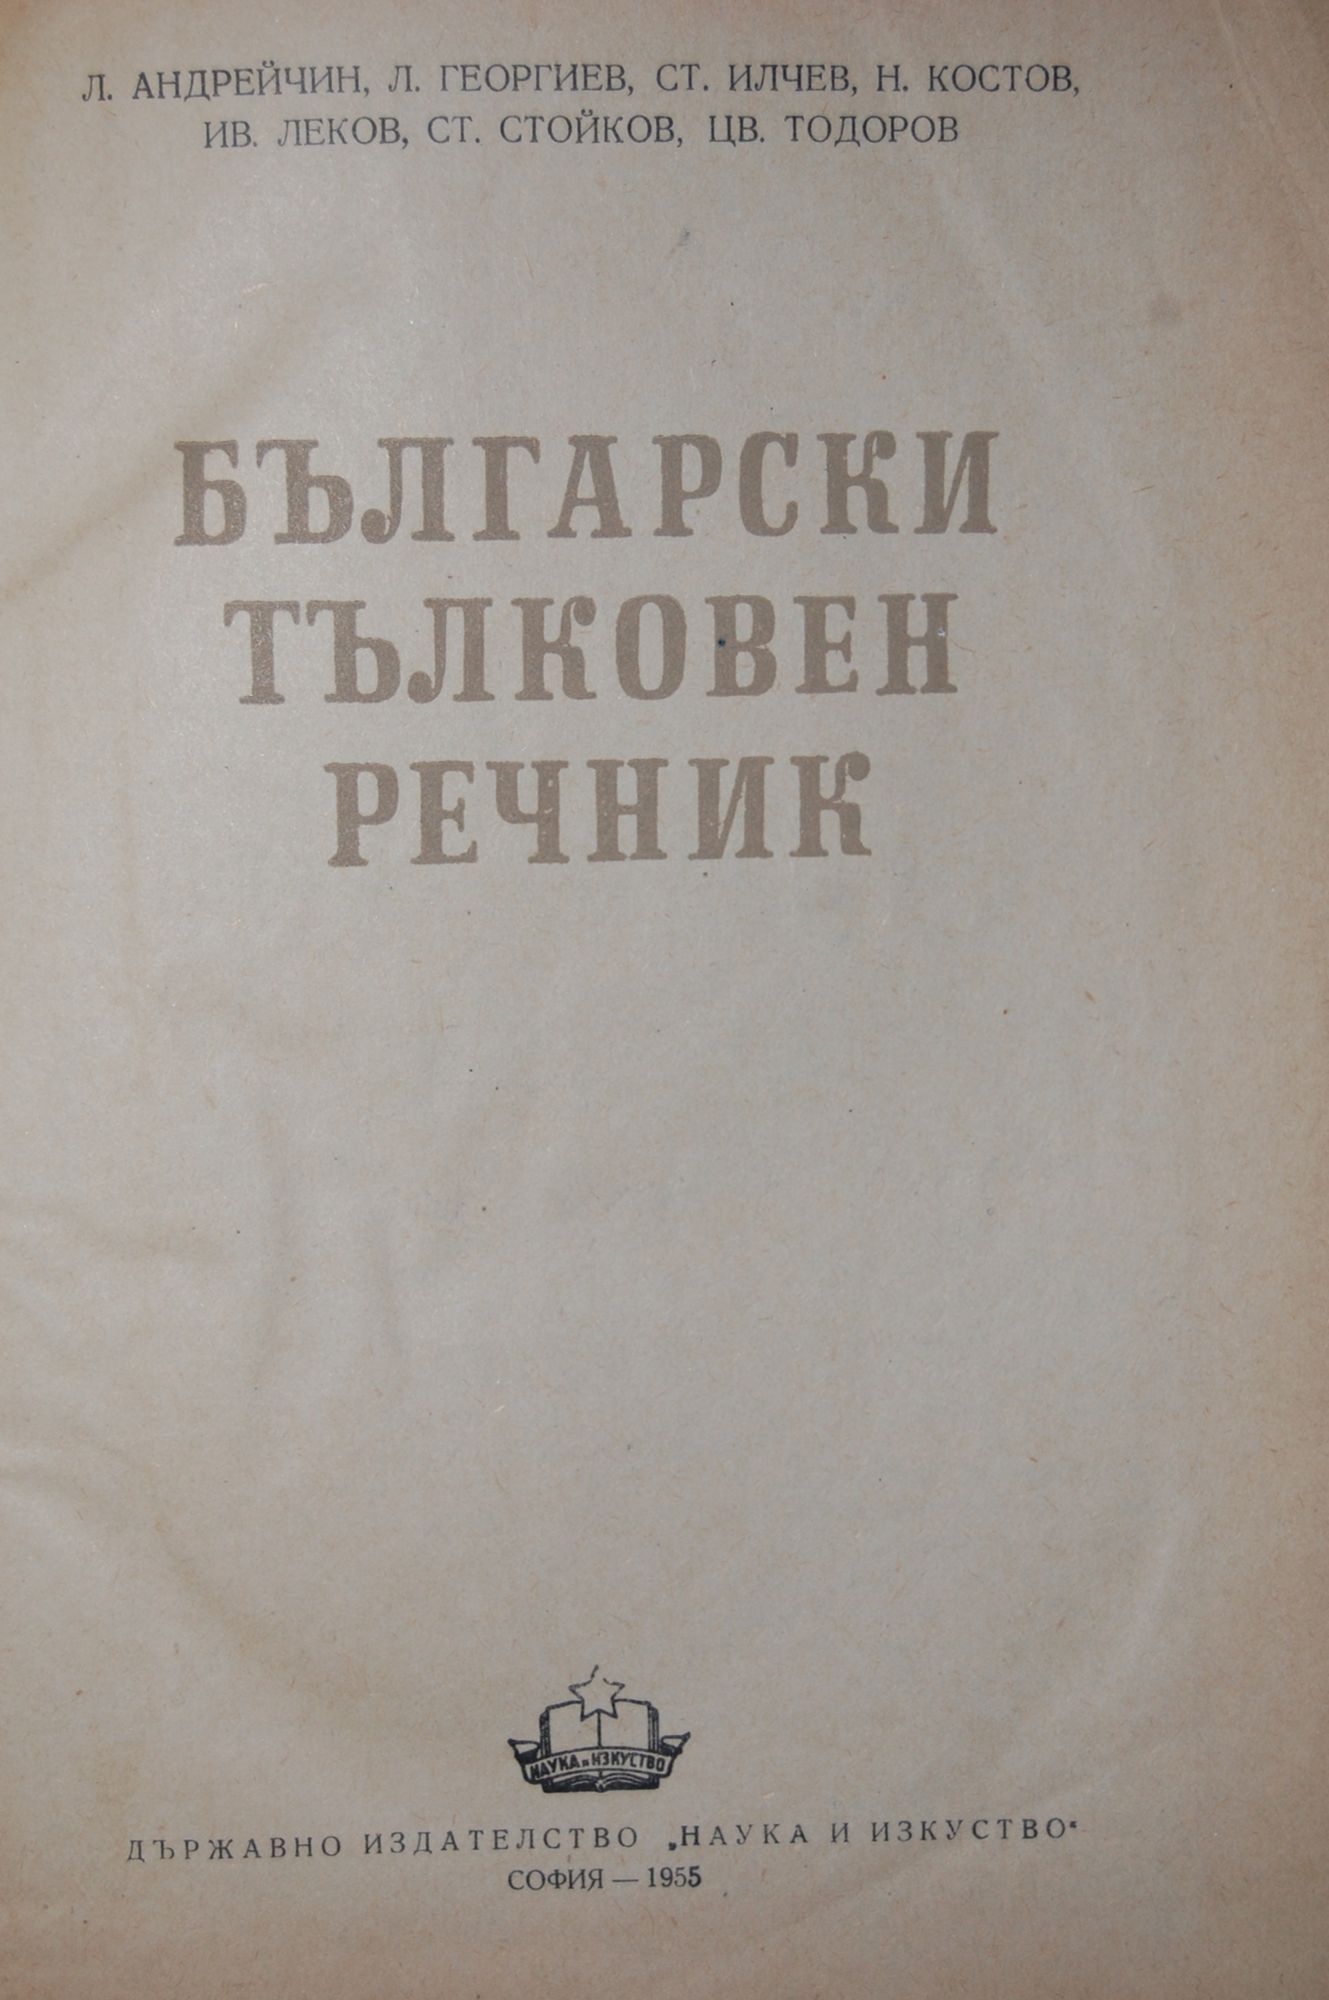 Л. АНДРЕЙЧИН, Л. ГЕОРГИЕВ, СТ. ИЛЧЕВ, Н. КОСТОВ,
ИВ. ЛЕКОВ, СТ. СТОЙКОВ, ЦВ. ТОДОРОВ
БЪЛГАРСКИ
ТЪЛКОВЕН
РЕЧНИК
НАУКА и ИЗКУСТВО
ДЪРЖАВНО ИЗДАТЕЛСТВО „НАУКА И ИЗКУСТВО“
СОФИЯ — 1955